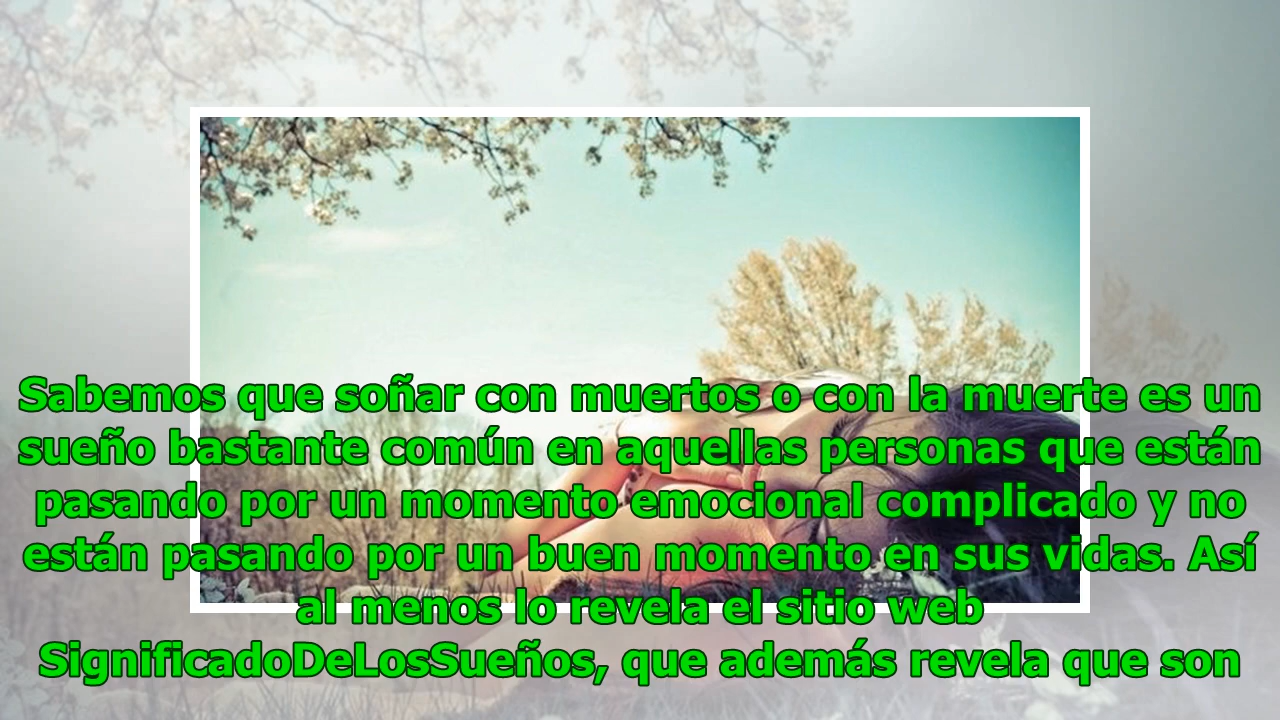 Sabemos que soñar con muertos o con la muerte es un
sueño bastante común en aquellas personas que están
pasando por un momento emocional complicado y no
están pasando por un buen momento en sus vidas. Así
al menos lo revela el sitio web
SignificadoDeLosSueños, que además revela que son